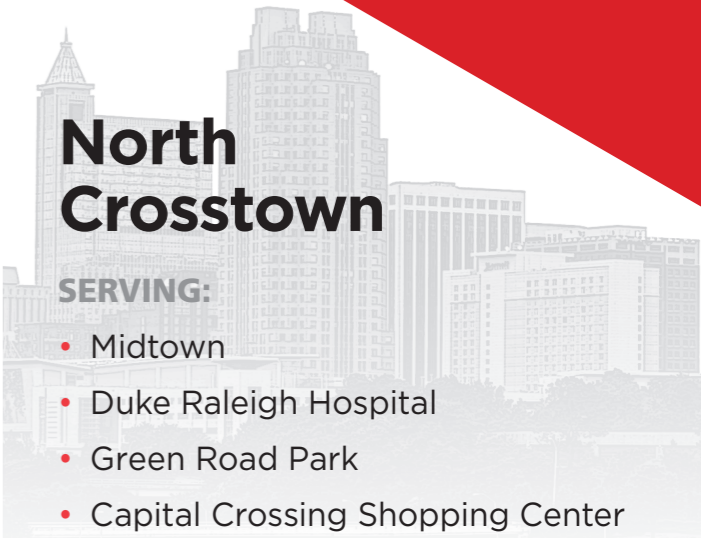 North
Crosstown
SERVING:
• Midtown
• Duke Raleigh Hospital
• Green Road Park
• Capital Crossing Shopping Center